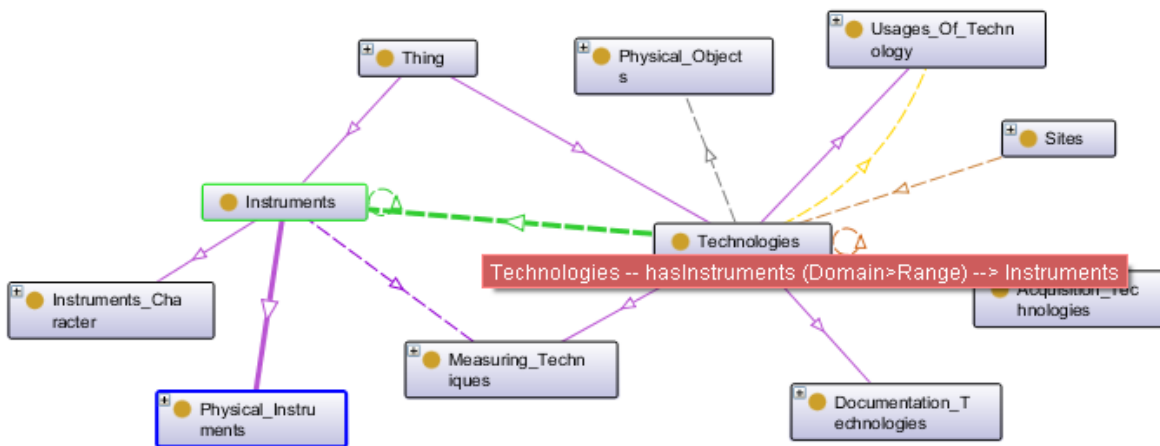 Thing
Physical_Object
s
Usages_Of_Techn
ology
Sites
Instruments
Technologies
Technologies -- hasInstruments (Domain>Range) --> Instruments
Instruments_Cha
racter
Acquisition_Tec
hnologies
Measuring_Techn
iques
Physical_Instru
ments
Documentation_T
echnologies